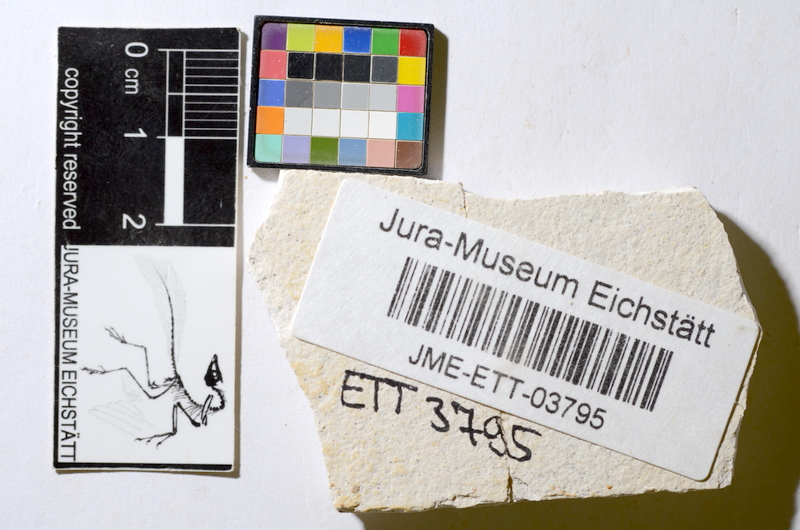 0 cm 1 2
copyright reserved JURA-MUSEUM EICHSTÄTT
Jura-Museum Eichstätt
JME-ETT-03795
ETT 3795